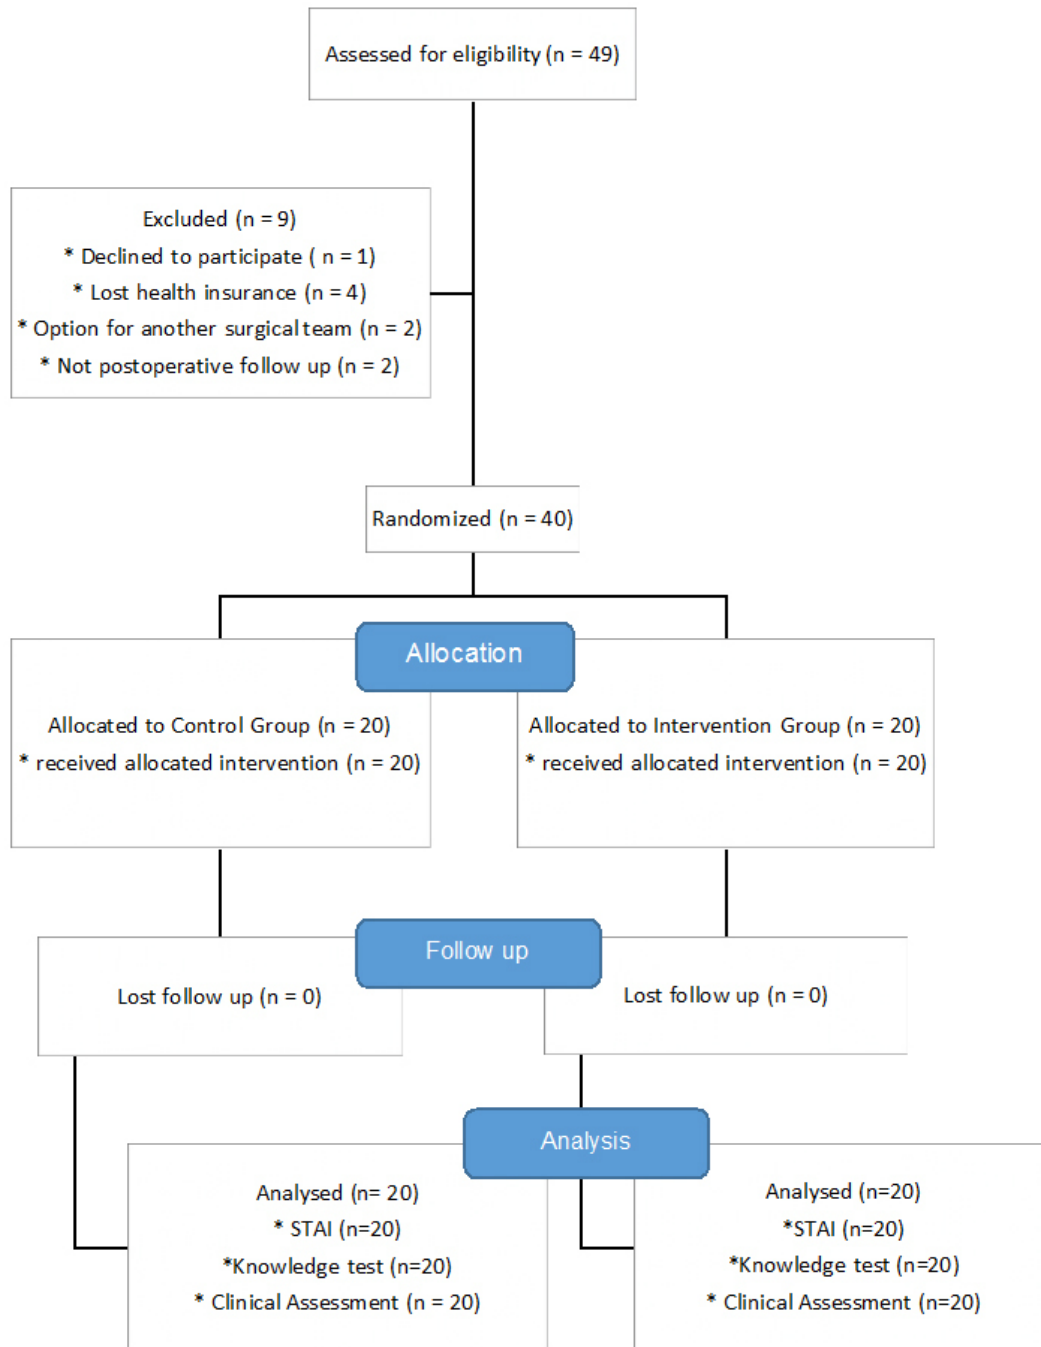 Assessed for eligibility (n = 49)
Excluded (n = 9)
* Declined to participate ( n = 1)
* Lost health insurance (n = 4)
* Option for another surgical team (n = 2)
* Not postoperative follow up (n = 2)
Randomized (n = 40)
Allocation
Allocated to Control Group (n = 20)
* received allocated intervention (n = 20)
Allocated to Intervention Group (n = 20)
* received allocated intervention (n = 20)
Follow up
Lost follow up (n = 0)
Lost follow up (n = 0)
Analysis
Analysed (n= 20)
* STAI (n=20)
*Knowledge test (n=20)
* Clinical Assessment (n = 20)
Analysed (n=20)
*STAI (n=20)
*Knowledge test (n=20)
* Clinical Assessment (n=20)